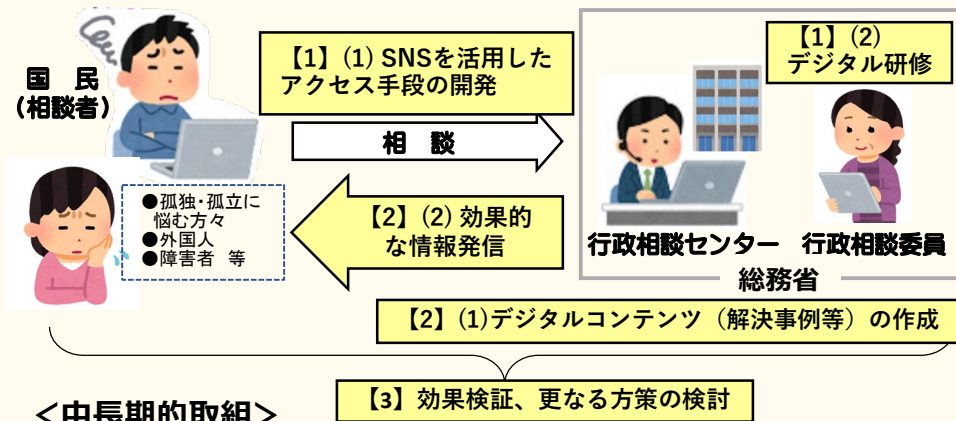 国　民
（相談者）
【1】(1) SNSを活用した
アクセス手段の開発
相　談
【1】(2)
デジタル研修
●孤独・孤立に
悩む方々
●外国人
●障害者　等
【2】(2) 効果的
な情報発信
行政相談センター　行政相談委員
総務省
【2】(1)デジタルコンテンツ（解決事例等）の作成
【3】効果検証、更なる方策の検討
＜中長期的取組＞